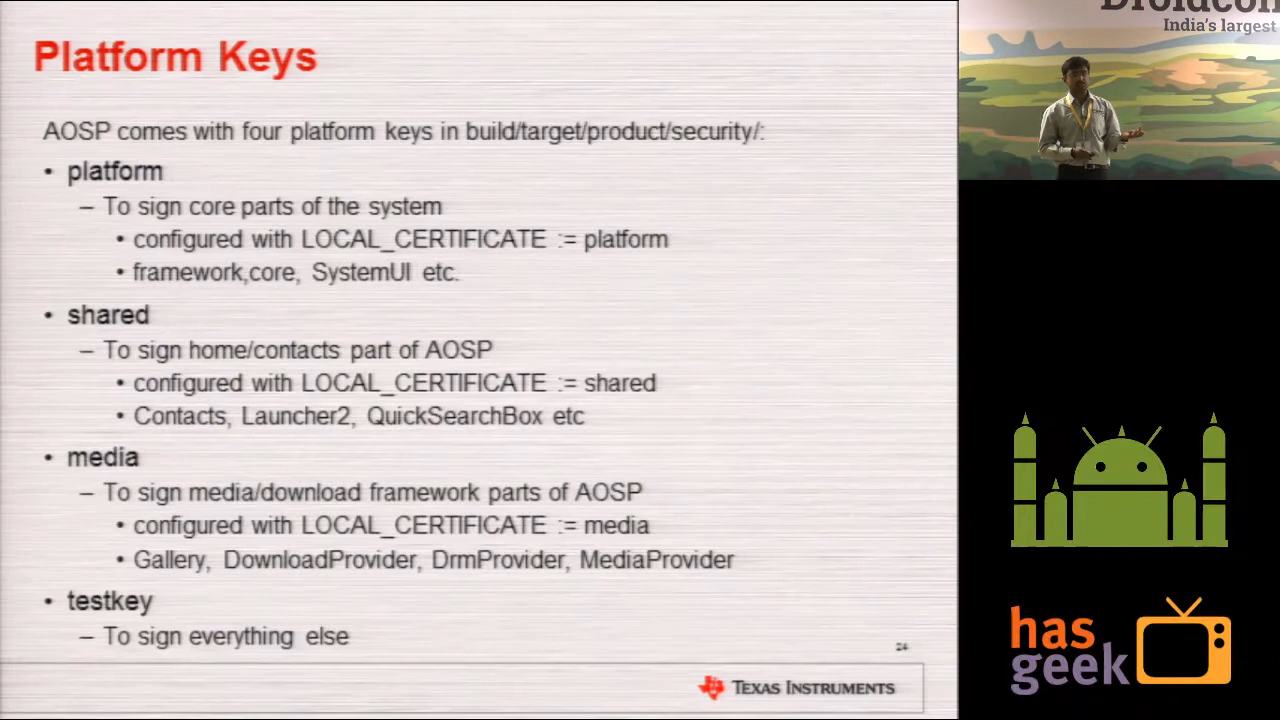 Platform Keys
AOSP comes with four platform keys in build/target/product/security/:
• platform
– To sign core parts of the system
• configured with LOCAL_CERTIFICATE := platform
• framework,core, SystemUI etc.
• shared
– To sign home/contacts part of AOSP
• configured with LOCAL_CERTIFICATE := shared
• Contacts, Launcher2, QuickSearchBox etc
• media
– To sign media/download framework parts of AOSP
• configured with LOCAL_CERTIFICATE := media
• Gallery, DownloadProvider, DrmProvider, MediaProvider
• testkey
– To sign everything else
24
TEXAS INSTRUMENTS
Droidcon
India's largest
has
geek